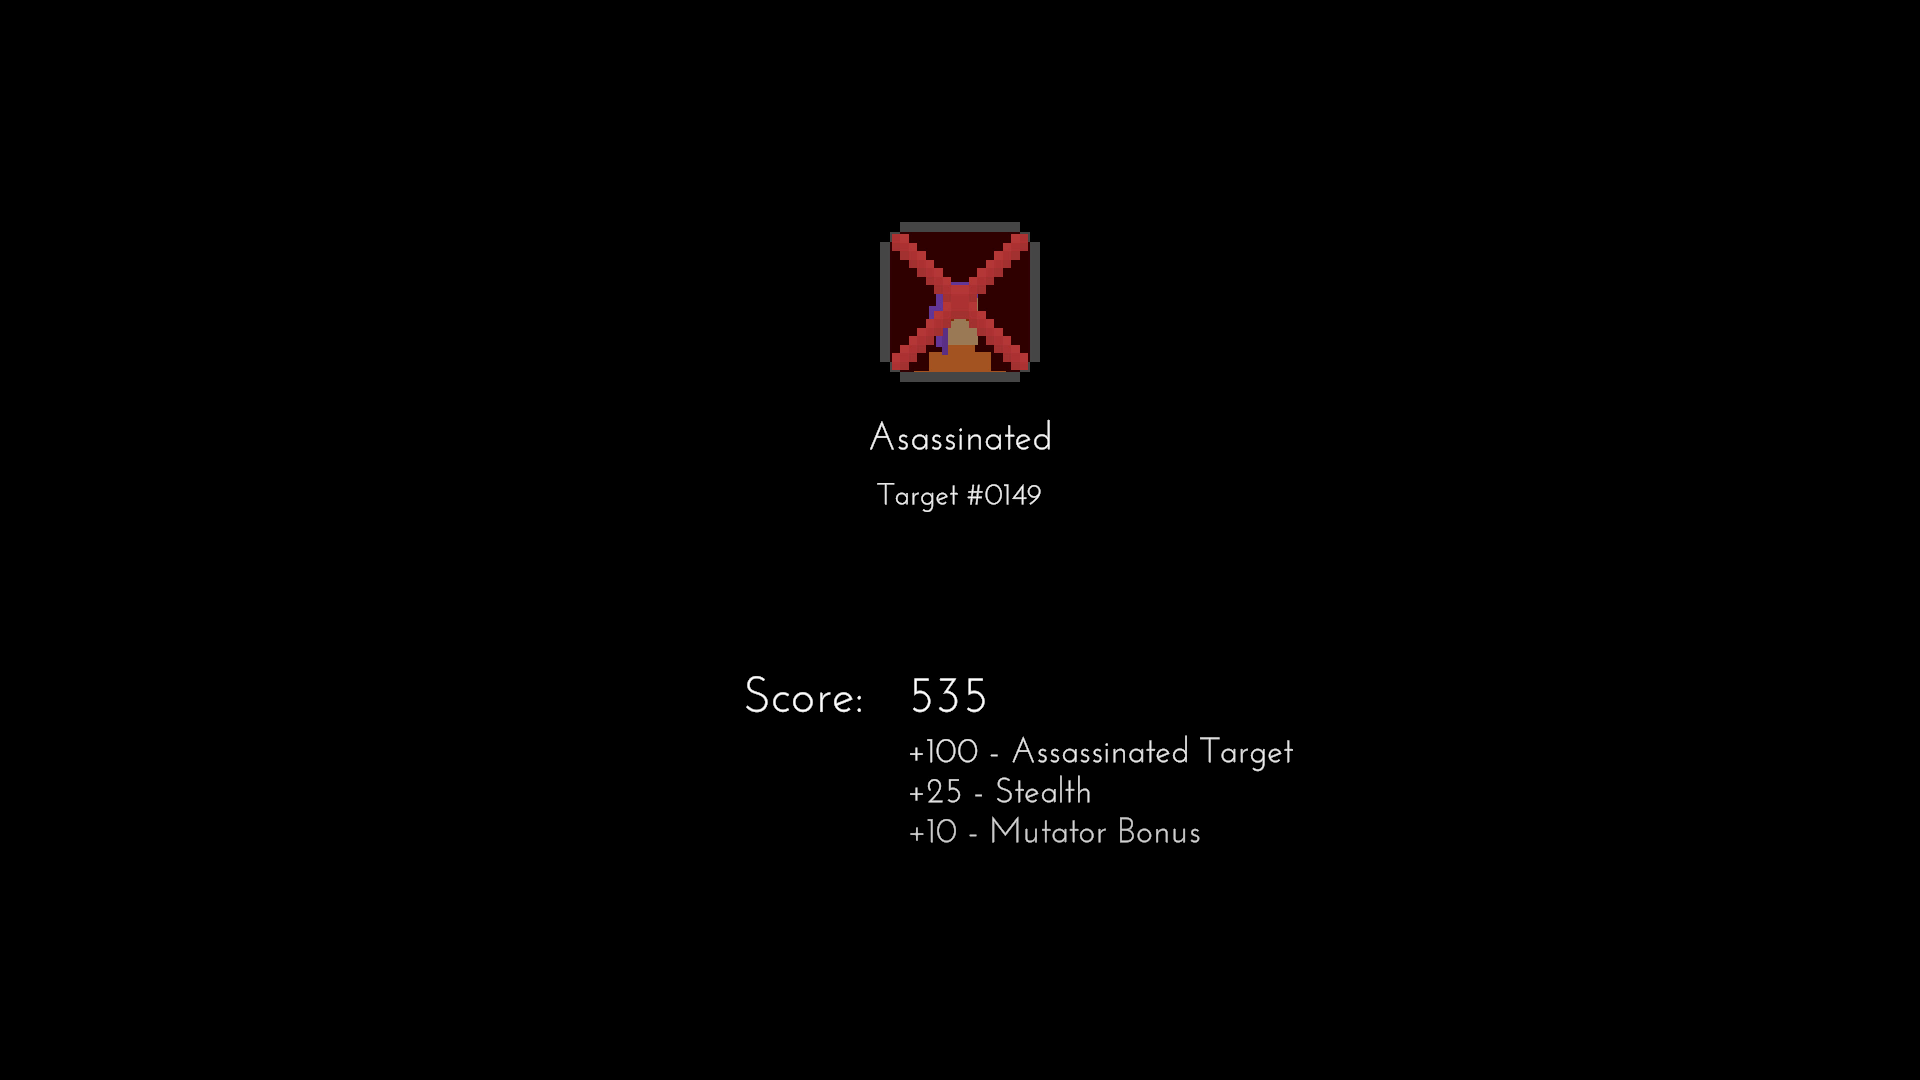 Asassinated
Target #0149
Score: 535
+100 - Assassinated Target
+25 - Stealth
+10 - Mutator Bonus